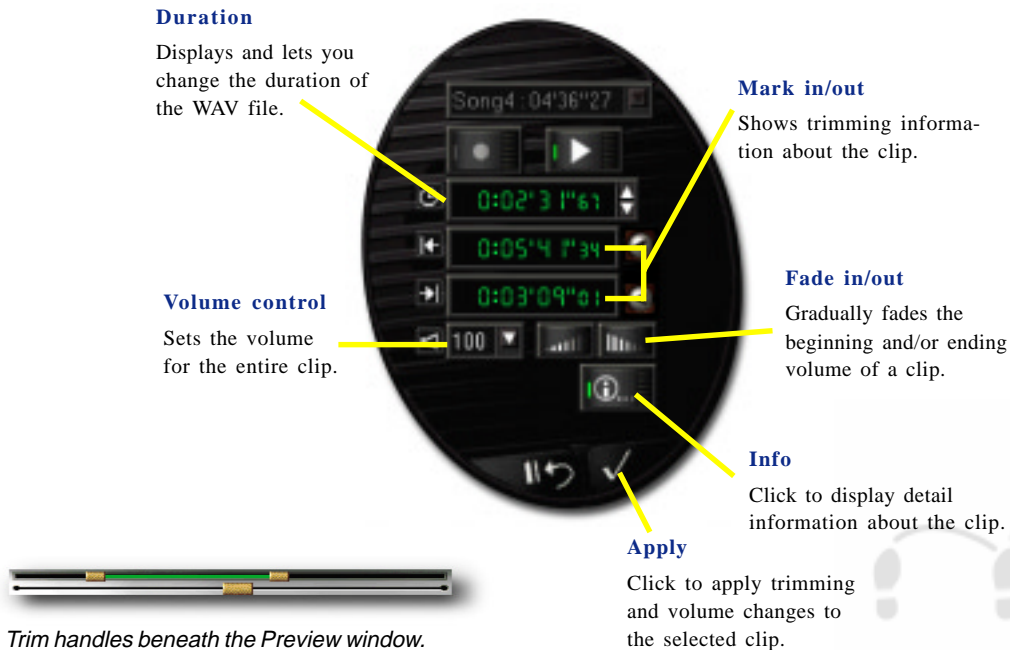 Duration
Displays and lets you
change the duration of
the WAV file.
Song4 : 04'36"27
Mark in/out
Shows trimming informa-
tion about the clip.
0:02'31"67
0:05'41"34
0:03'09"01
Volume control
Sets the volume
for the entire clip.
100
Fade in/out
Gradually fades the
beginning and/or ending
volume of a clip.
Info
Click to display detail
information about the clip.
Apply
Click to apply trimming
and volume changes to
the selected clip.
Trim handles beneath the Preview window.